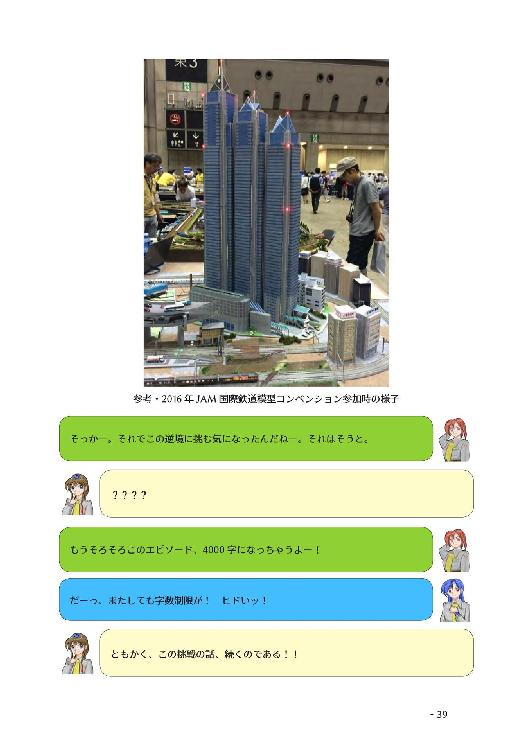 東3
参考・2016 年 JAM 国際鉄道模型コンベンション参加時の様子
そっかー。それでこの逆境に挑む気になったんだねー。それはそうと。
？？？？
もうそろそろこのエピソード、4000 字になっちゃうよー！
だーっ、またしても字数制限が！　ヒドいッ！
ともかく、この挑戦の話、続くのである！！
- 39